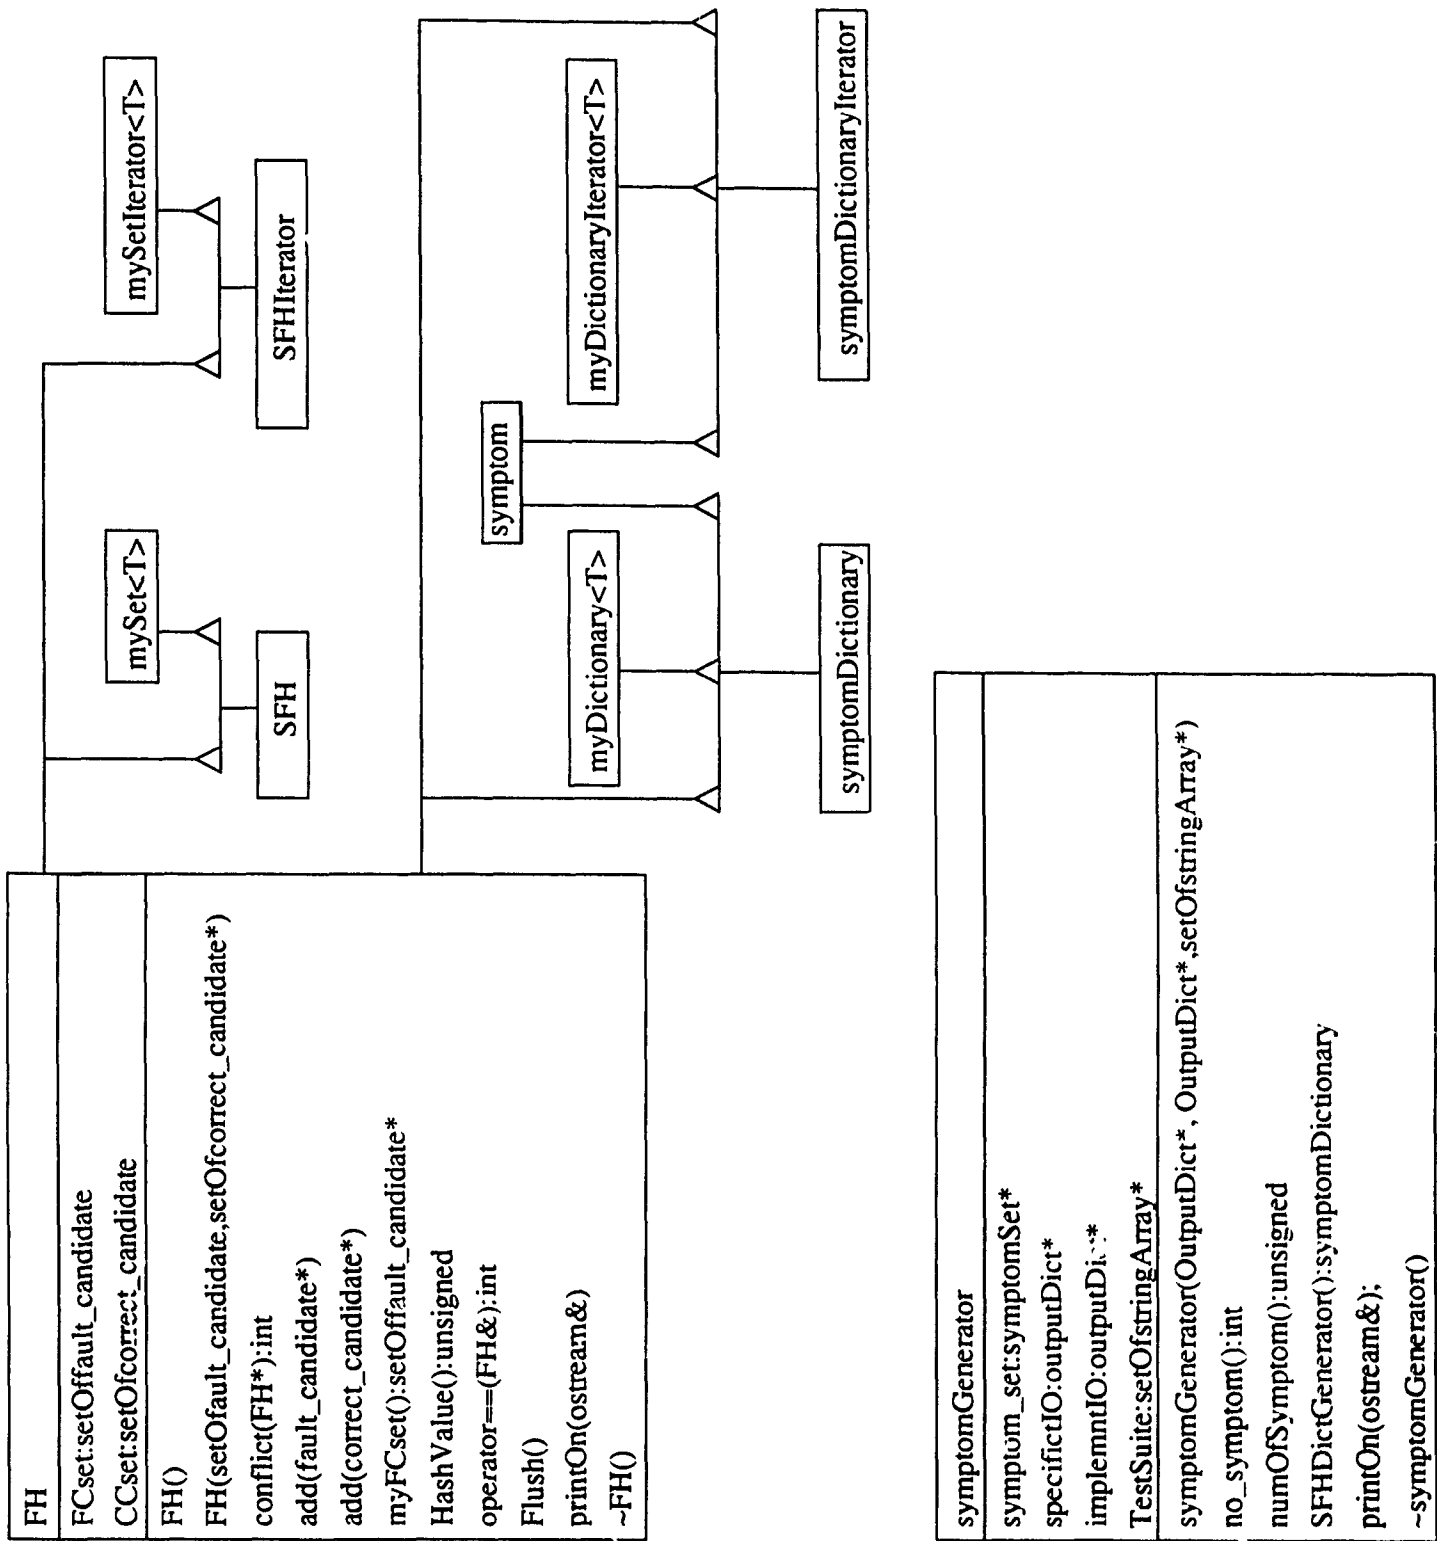 FH
FCset:setOffault_candidate
CCset:setOfcorrect_candidate
FH()
FH(setOfault_candidate,setOfcorrect_candidate*)
conflict(FH*):int
add(fault_candidate*)
add(correct_candidate*)
myFCset():setOffault_candidate*
HashValue():unsigned
operator==(FH&):int
Flush()
printOn(ostream&)
~FH()
mySet<T>
SFH
mySetIterator<T>
SFHIterator
symptom
myDictionary<T>
symptomDictionary
myDictionaryIterator<T>
symptomDictionaryIterator
symptomGenerator
symptom_set:symptomSet*
specificIO:outputDict*
TestSuite:setOfstringArray*
symptomGenerator(OutputDict*, OutputDict*,setOfstringArray*)
no_symptom():int
numOfSymptom():unsigned
SFHDictGenerator():symptomDictionary
printOn(ostream&);
~symptomGenerator()